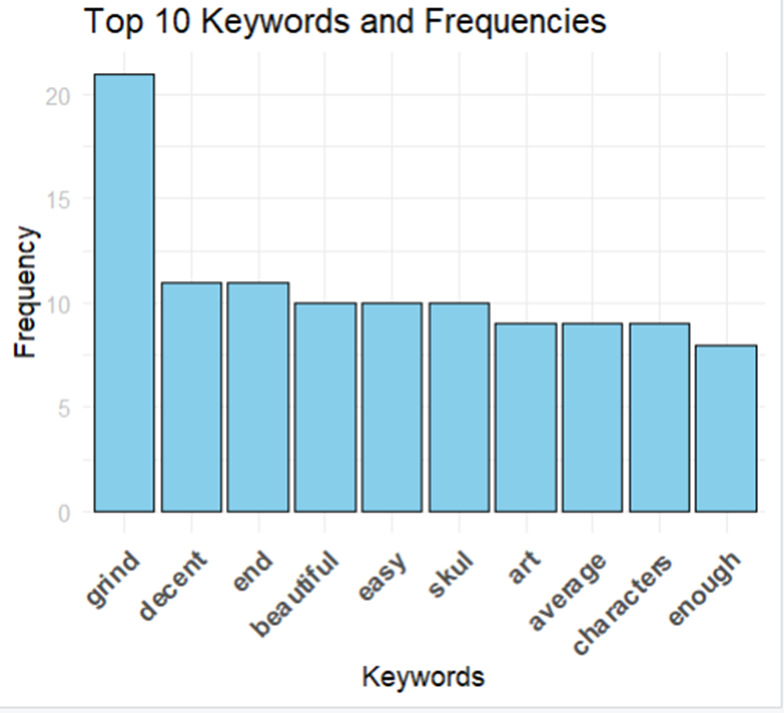 Top 10 Keywords and Frequencies
Frequency
20
15
10
5
0
grind
decent
end
beautiful
easy
skul
art
average
characters
enough
Keywords